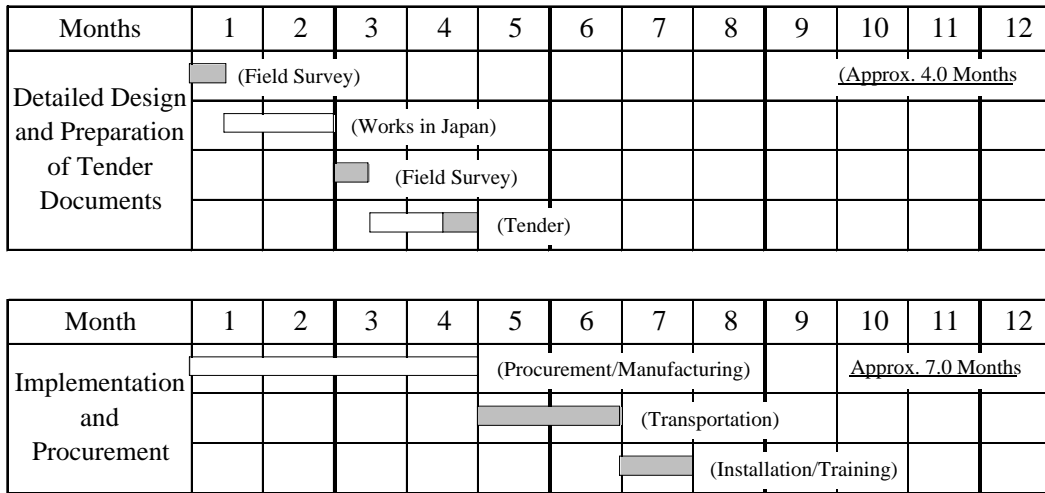 Months 1 2 3 4 5 6 7 8 9 10 11 12
Detailed Design
and Preparation
of Tender
Documents
(Field Survey) (Approx. 4.0 Months
(Works in Japan)
(Field Survey)
(Tender)
Month 1 2 3 4 5 6 7 8 9 10 11 12
Implementation
and
Procurement
(Procurement/Manufacturing) Approx. 7.0 Months
(Transportation)
(Installation/Training)